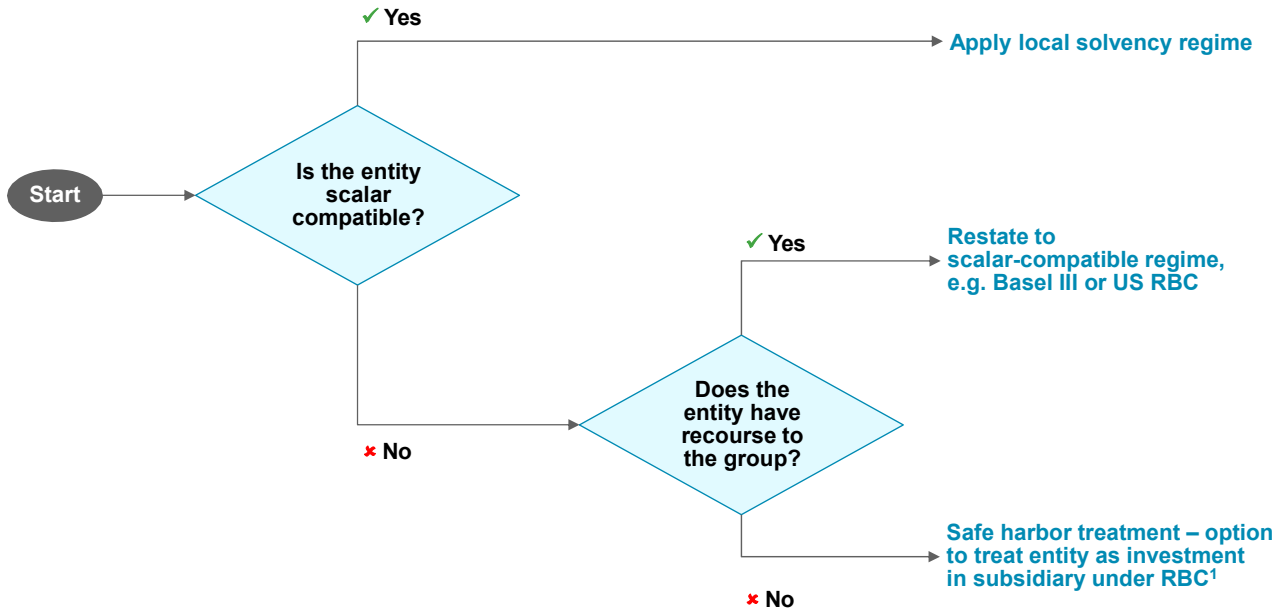 ✓ Yes
Apply local solvency regime
Start
Is the entity
scalar
compatible?
✓ Yes
Restate to
scalar-compatible regime,
e.g. Basel III or US RBC
✗ No
Does the
entity have
recourse to
the group?
Safe harbor treatment – option
to treat entity as investment
in subsidiary under RBC¹
✗ No